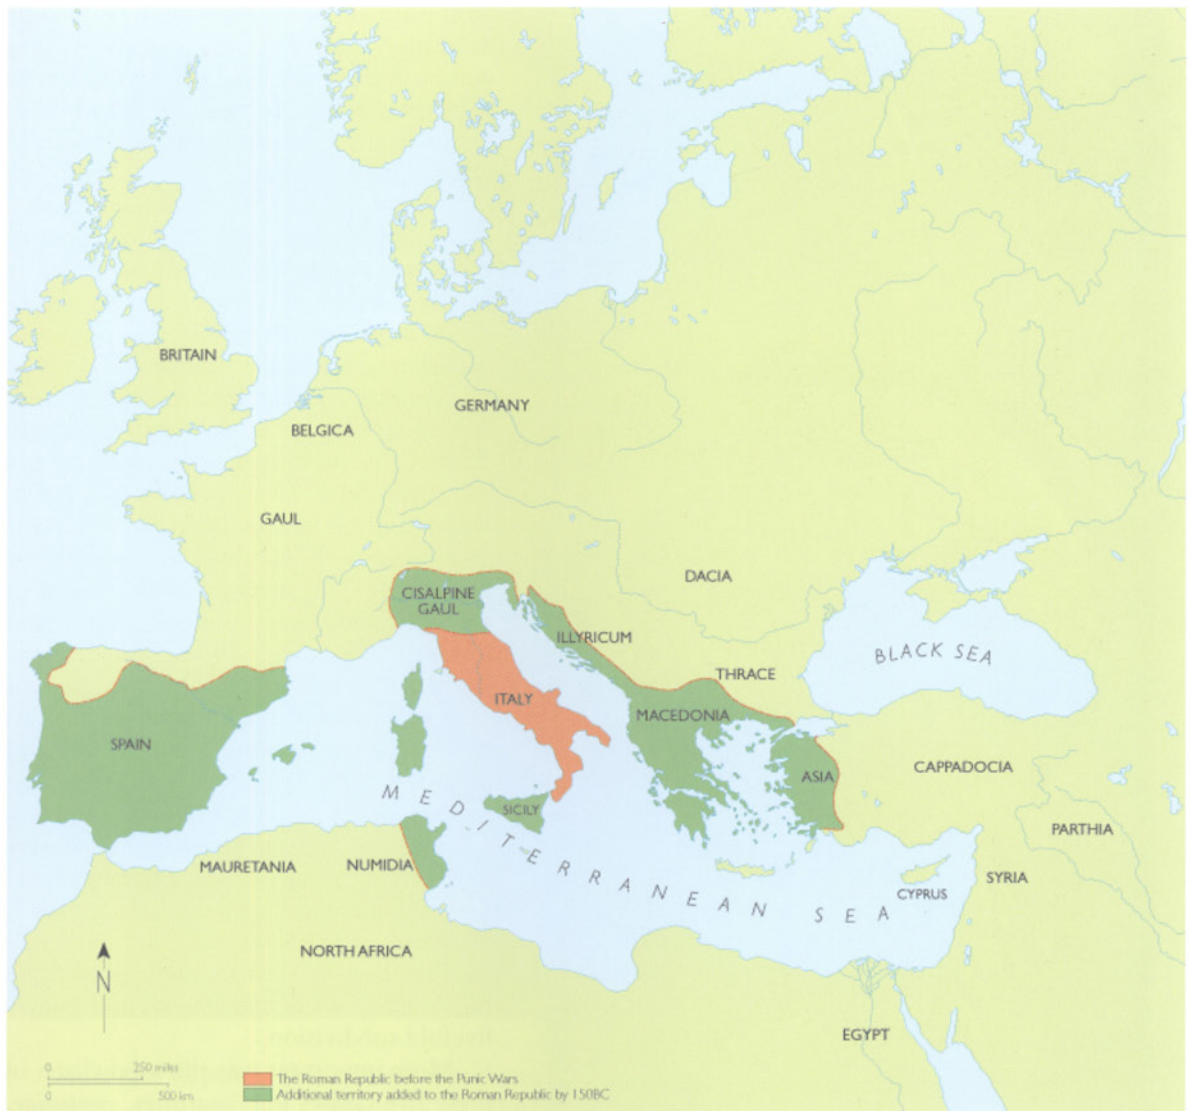 BRITAIN
GERMANY
BELGICA
GAUL
DACIA
CISALPINE
GAUL
ILLYRICUM
BLACK SEA
THRACE
ITALY
MACEDONIA
SPAIN
CAPPADOCIA
ASIA
MEDITERRANEAN SEA
SICILY
PARTHIA
MAURETANIA
NUMIDIA
SYRIA
CYPRUS
NORTH AFRICA
N
EGYPT
0 250 miles
0 500 km
The Roman Republic before the Punic Wars
Additional territory added to the Roman Republic by 150BC